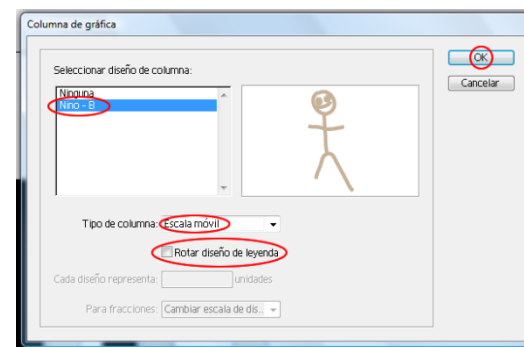 Columna de gráfica
Seleccionar diseño de columna:
Ninguna
Nino - B
Tipo de columna: Escala móvil
Rotar diseño de leyenda
Cada diseño representa: unidades
Para fracciones: Cambiar escala de dis...
OK
Cancelar